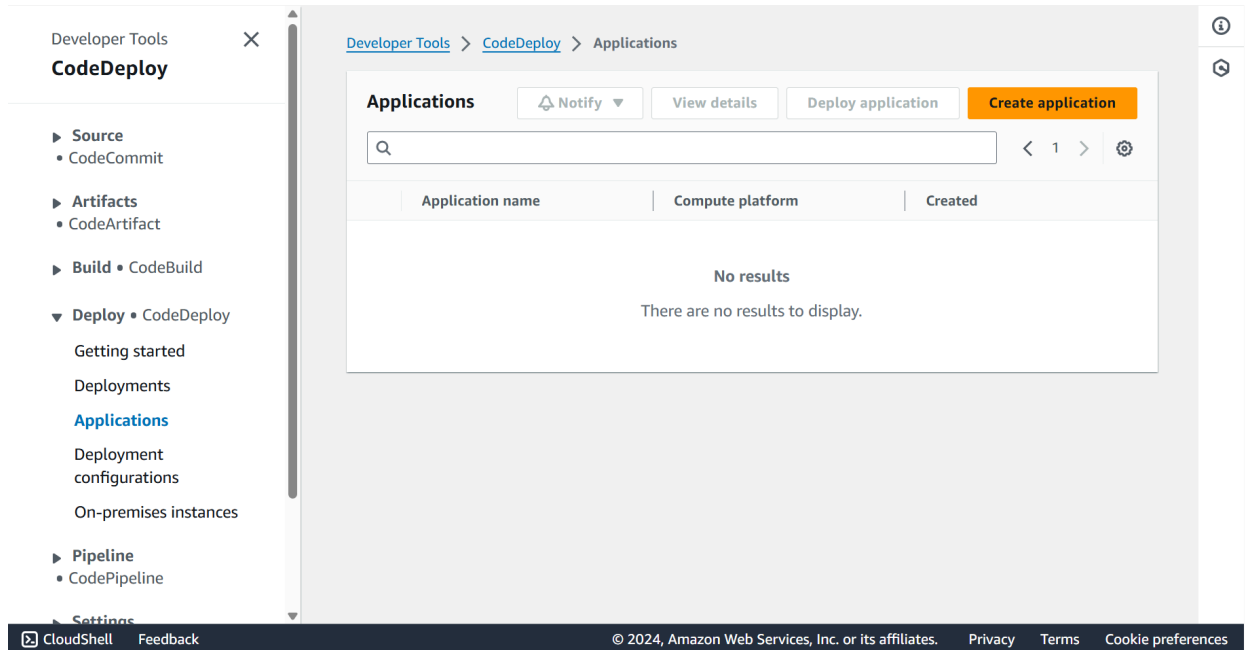 Developer Tools
CodeDeploy
Source
• CodeCommit
Artifacts
• CodeArtifact
Build • CodeBuild
Deploy • CodeDeploy
Getting started
Deployments
Applications
Deployment
configurations
On-premises instances
Pipeline
• CodePipeline
Settings
Developer Tools > CodeDeploy > Applications
Applications Notify View details Deploy application Create application
1
Application name Compute platform Created
No results
There are no results to display.
CloudShell Feedback © 2024, Amazon Web Services, Inc. or its affiliates. Privacy Terms Cookie preferences